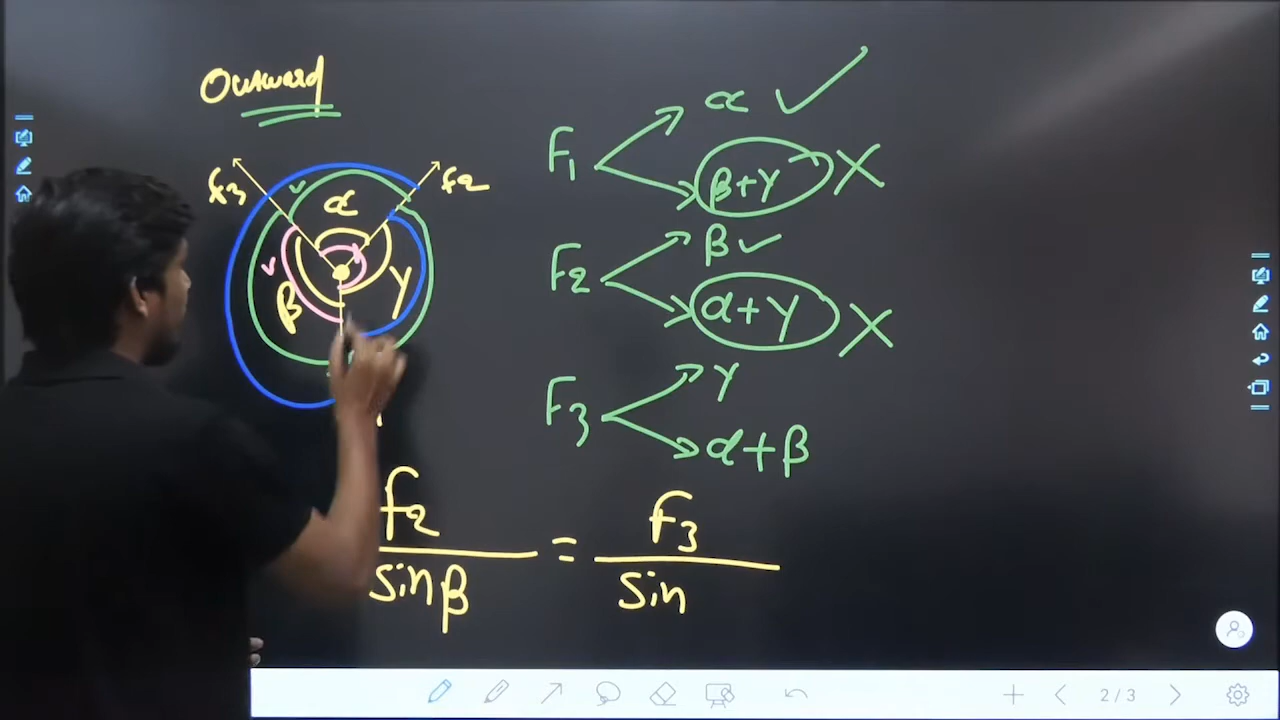 Outward
f3
f2
α
β
γ
F1
α ✓
β+γ X
F2
β ✓
α+γ X
F3
γ
α+β
f2 = f3
sinβ sin
2/3